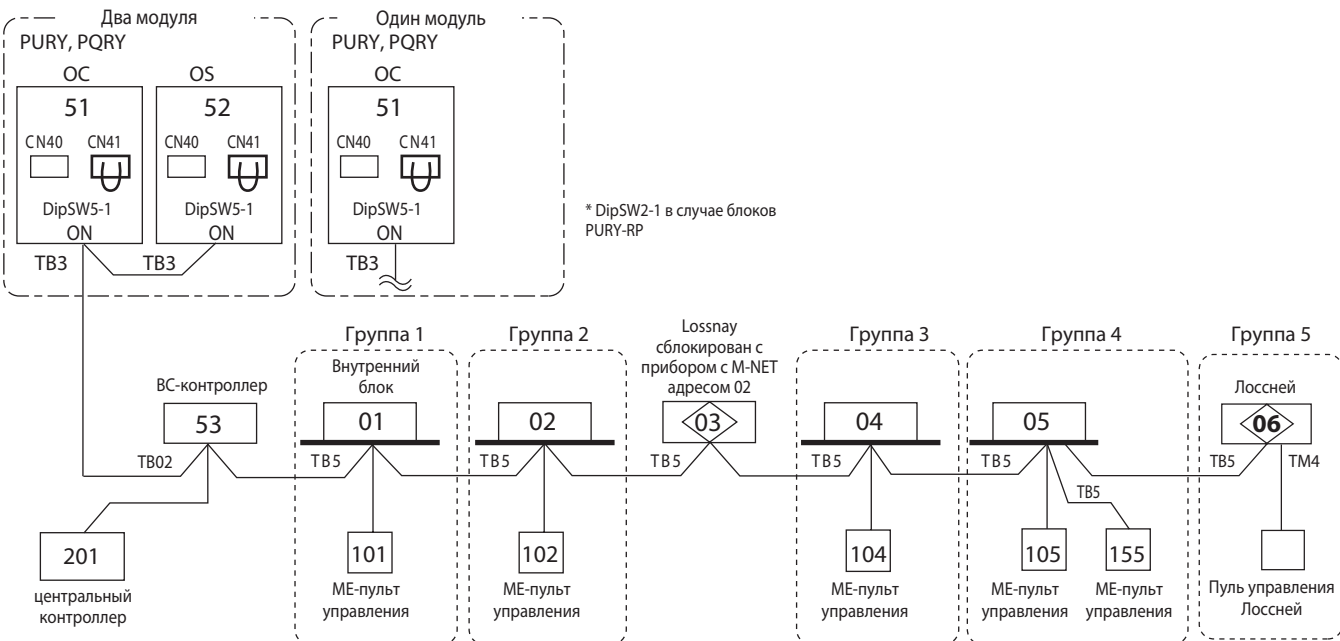 Два модуля
PURY, PQRY
OC
OS
51
52
CN40
CN41
CN40
CN41
DipSW5-1
ON
DipSW5-1
ON
TB3
TB3
Один модуль
PURY, PQRY
OC
51
CN40
CN41
DipSW5-1
ON
TB3
* DipSW2-1 в случае блоков
PURY-RP
BC-контроллер
53
TB02
201
центральный
контроллер
Группа 1
Внутренний
блок
01
TB5
101
МЕ-пульт
управления
Группа 2
02
TB5
102
МЕ-пульт
управления
Lossnay
сблокирован с
прибором с M-NET
адресом 02
03
TB5
Группа 3
04
TB5
104
МЕ-пульт
управления
Группа 4
05
TB5
TB5
105
155
МЕ-пульт
управления
МЕ-пульт
управления
Группа 5
Лоссней
06
TB5
TM4
Пуль управления
Лоссней